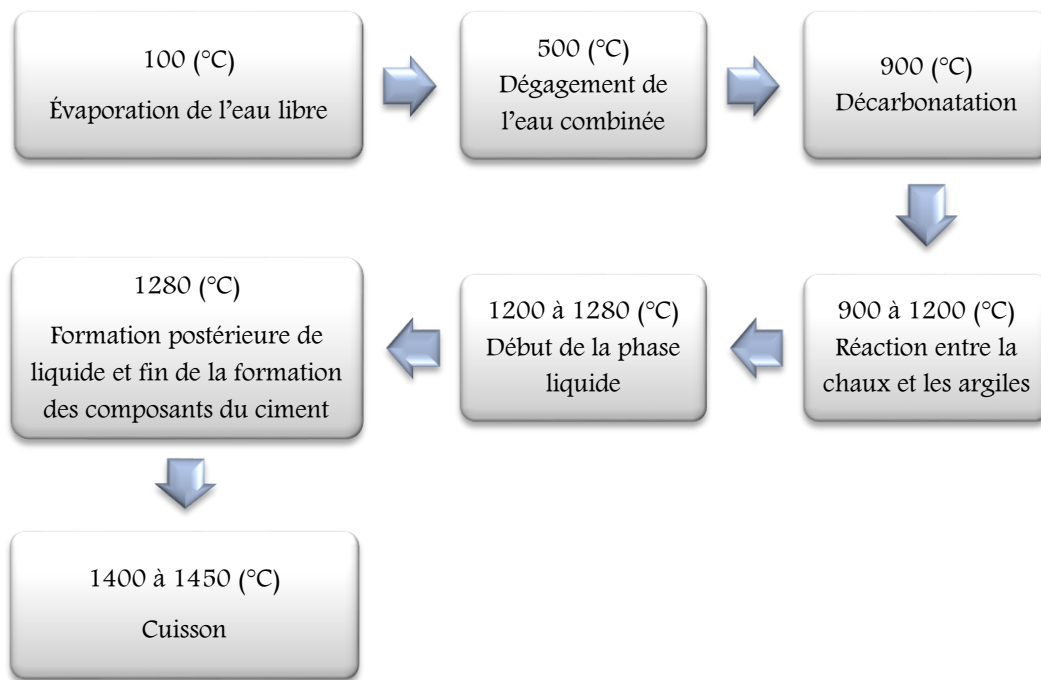 100 (°C)
Évaporation de l'eau libre
500 (°C)
Dégagement de
l'eau combinée
900 (°C)
Décarbonatation
900 à 1200 (°C)
Réaction entre la
chaux et les argiles
1200 à 1280 (°C)
Début de la phase
liquide
1280 (°C)
Formation postérieure de
liquide et fin de la formation
des composants du ciment
1400 à 1450 (°C)
Cuisson